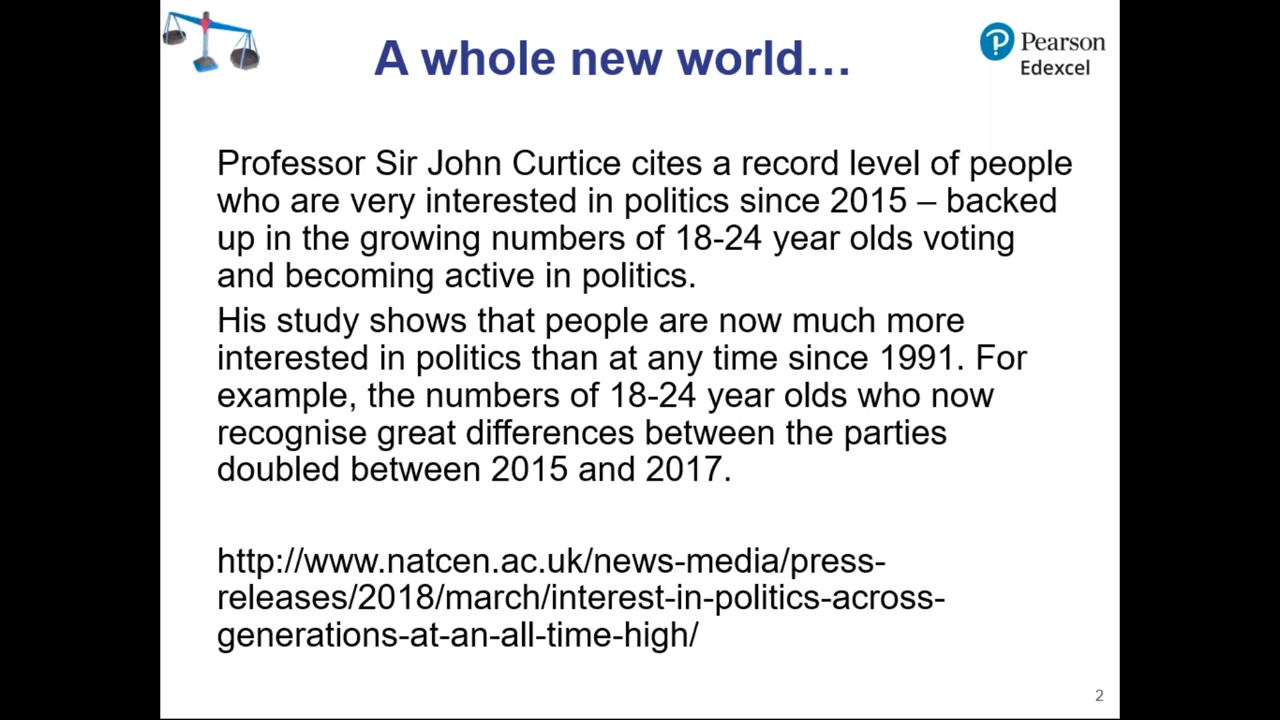 A whole new world…
Pearson
Edexcel
Professor Sir John Curtice cites a record level of people
who are very interested in politics since 2015 – backed
up in the growing numbers of 18-24 year olds voting
and becoming active in politics.
His study shows that people are now much more
interested in politics than at any time since 1991. For
example, the numbers of 18-24 year olds who now
recognise great differences between the parties
doubled between 2015 and 2017.
http://www.natcen.ac.uk/news-media/press-
releases/2018/march/interest-in-politics-across-
generations-at-an-all-time-high/
2